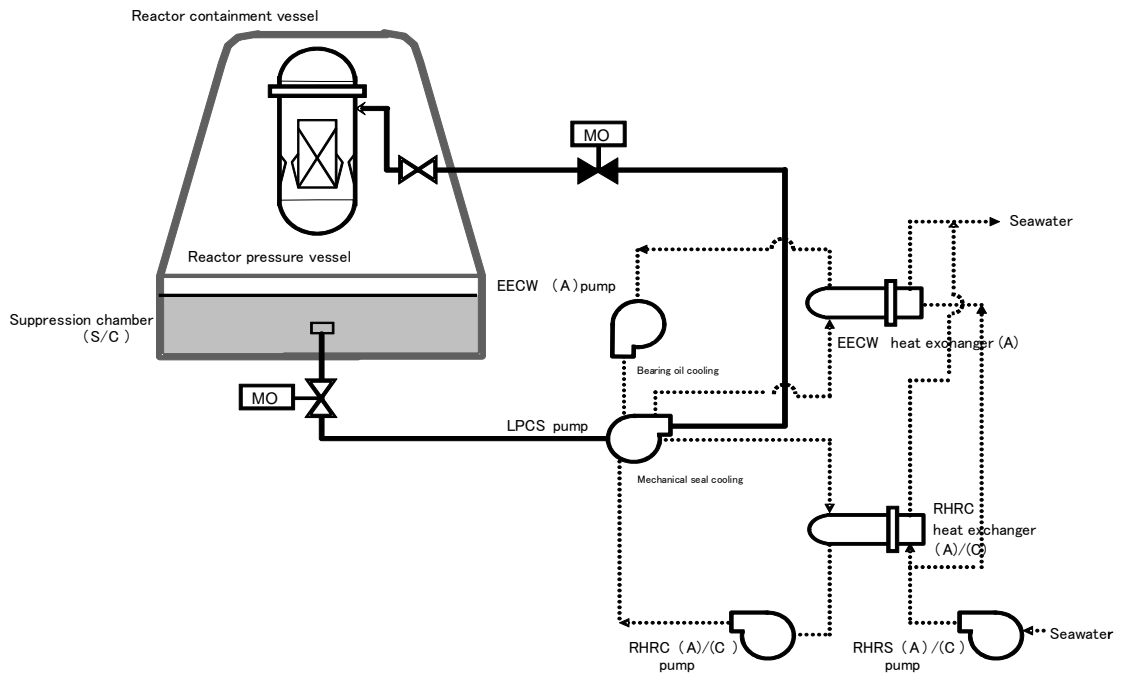 Reactor containment vessel
MO
Seawater
Reactor pressure vessel
EECW (A)pump
Suppression chamber
(S/C)
EECW heat exchanger(A)
Bearing oil cooling
MO
LPCS pump
Mechanical seal cooling
RHRC
heat exchanger
(A)/(C)
RHRC (A)/(C)
pump
RHRS (A)/(C)
pump
Seawater